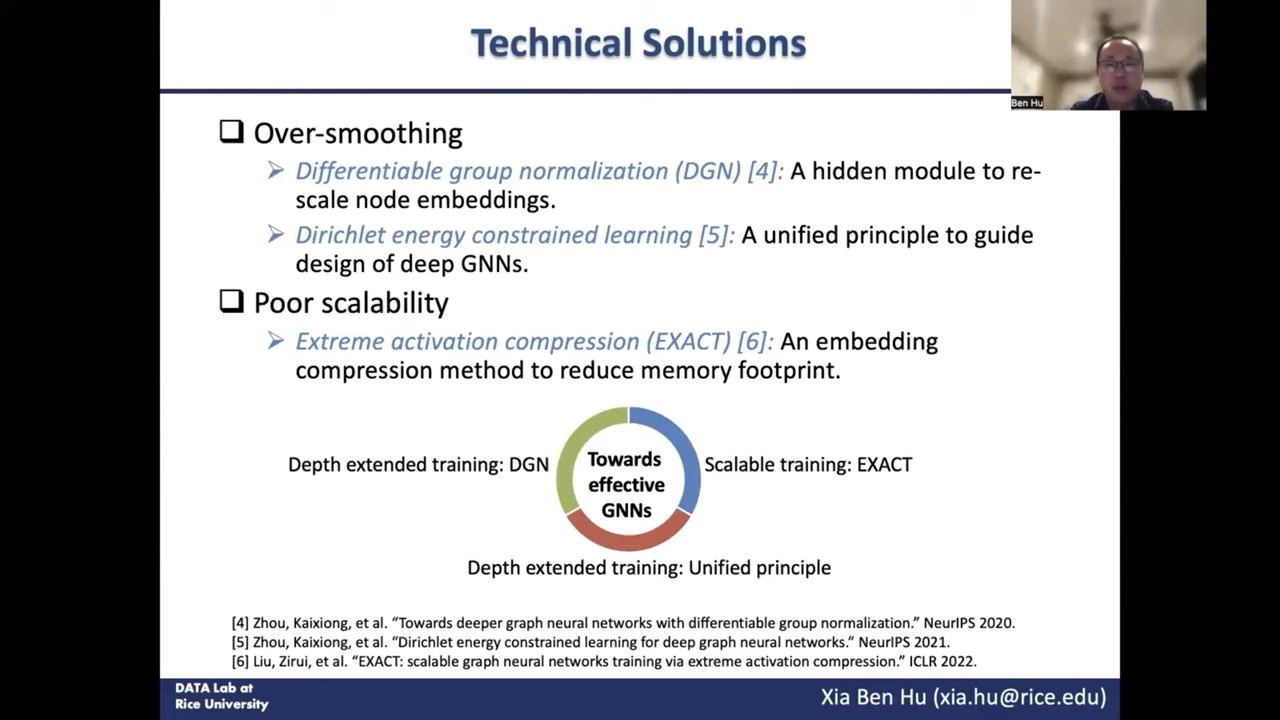 Technical Solutions
Ben Hu
Over-smoothing
Differentiable group normalization (DGN) [4]: A hidden module to re-
scale node embeddings.
Dirichlet energy constrained learning [5]: A unified principle to guide
design of deep GNNs.
Poor scalability
Extreme activation compression (EXACT) [6]: An embedding
compression method to reduce memory footprint.
Depth extended training: DGN
Towards
effective
GNNs
Scalable training: EXACT
Depth extended training: Unified principle
[4] Zhou, Kaixiong, et al. “Towards deeper graph neural networks with differentiable group normalization.” NeurIPS 2020.
[5] Zhou, Kaixiong, et al. “Dirichlet energy constrained learning for deep graph neural networks.” NeurIPS 2021.
[6] Liu, Zirui, et al. “EXACT: scalable graph neural networks training via extreme activation compression.” ICLR 2022.
DATA Lab at
Rice University
Xia Ben Hu (xia.hu@rice.edu)